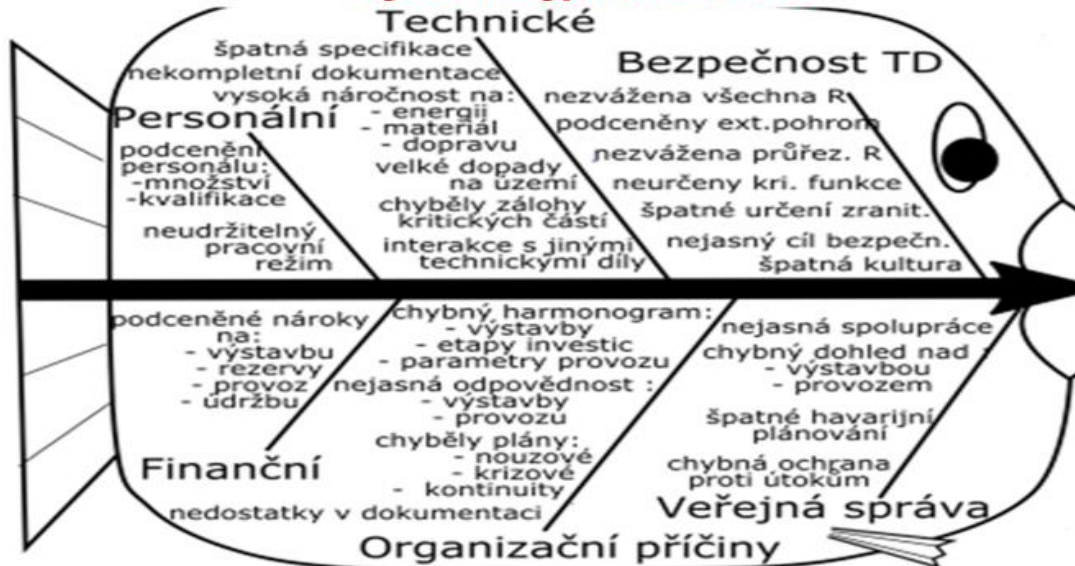 Technické
špatná specifikace
nekompletní dokumentace
vysoká náročnost na:
- energij
- materiál
- dopravu
velké dopady
na území
chyběly zálohy
kritických částí
interakce s jinými
technickými díly
Bezpečnost TD
nezvážena všechna R
podceněny ext.pohrom
nezvážena průřez. R
neurčeny kri. funkce
špatné určení zranit.
nejasný cíl bezpečn.
špatná kultura
Personální
podcenění
personálu:
-množství
-kvalifikace
neudržitelný
pracovní
režim
podceněné nároky
na:
- výstavbu
- rezervy
- provoz
- údržbu
Finanční
chybný harmonogram:
- výstavby
- etapy investic
- parametry provozu
nejasná odpovědnost :
- výstavby
- provozu
chyběly plány:
- nouzové
- krizové
- kontinuity
nedostatky v dokumentaci
Organizační příčiny
nejasná spolupráce
chybný dohled nad :
- výstavbou
- provozem
špatné havarijní
plánování
chybná ochrana
proti útokům
Veřejná správa